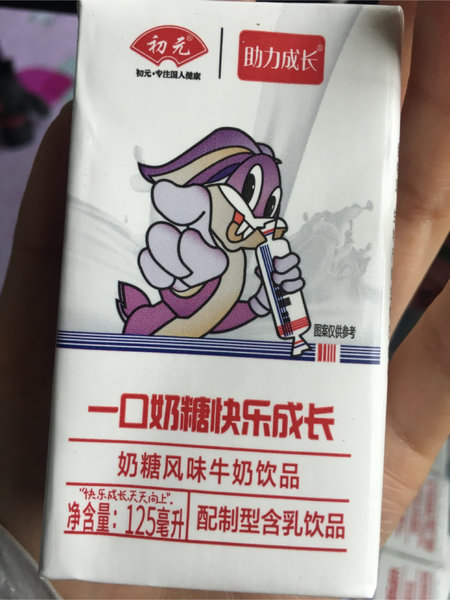 初元®
初元·专注国人健康
助力成长®
图案仅供参考
一口奶糖快乐成长
奶糖风味牛奶饮品
"快乐成长天天向上"
净含量:125毫升
配制型含乳饮品